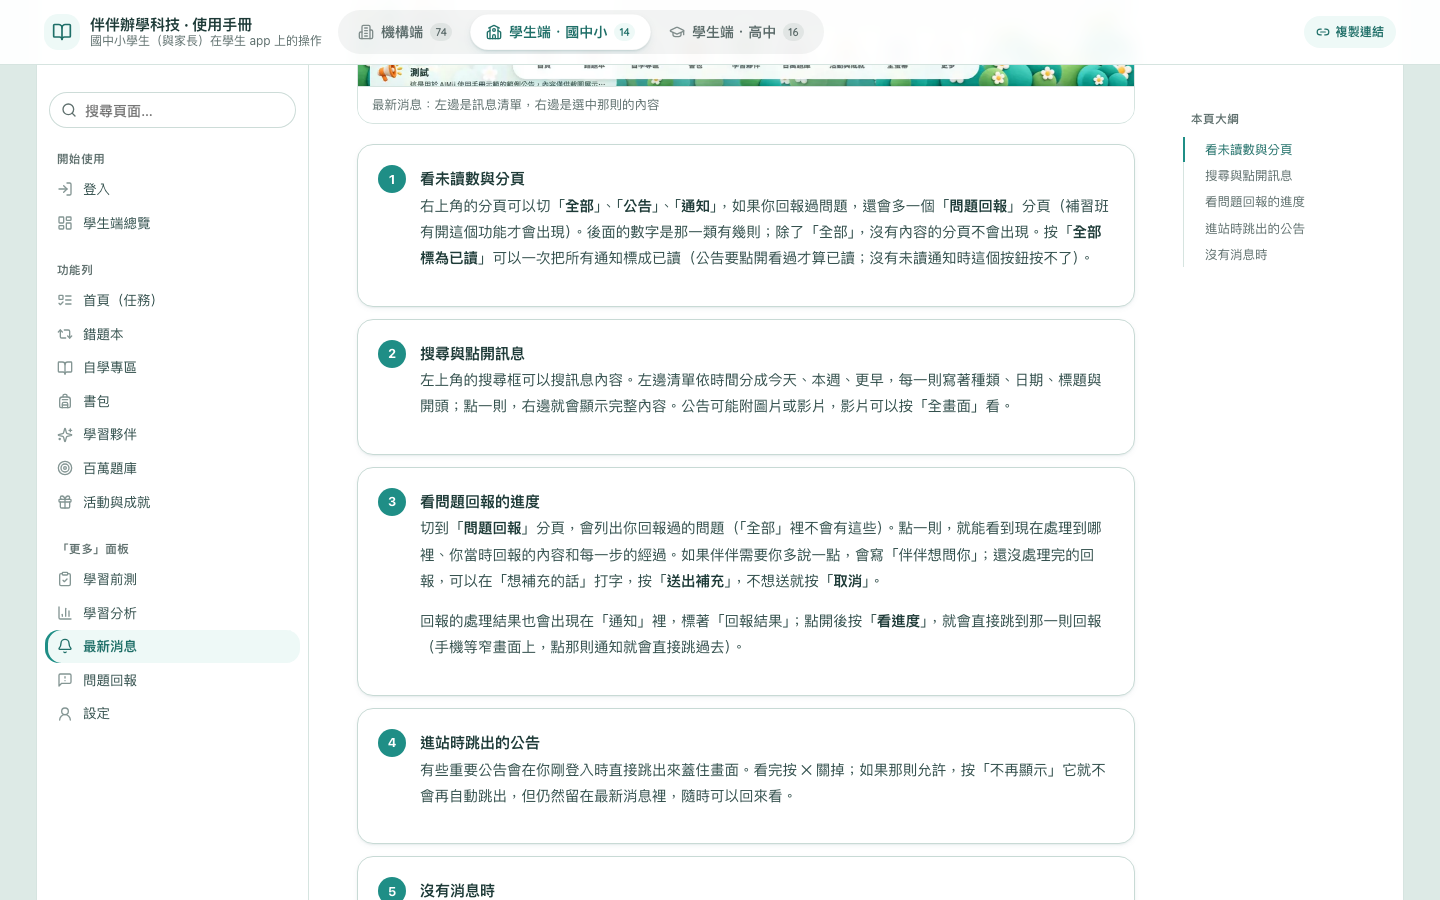 伴伴辦學科技 · 使用手冊
國中小學生（與家長）在學生 app 上的操作
機構端 74
學生端 · 國中小 14
學生端 · 高中 16
複製連結
搜尋頁面...
開始使用
登入
學生端總覽
功能列
首頁（任務）
錯題本
自學專區
書包
學習夥伴
百萬題庫
活動與成就
「更多」面板
學習前測
學習分析
最新消息
問題回報
設定
測試
最新消息：左邊是訊息清單，右邊是選中那則的內容
1 看未讀數與分頁
右上角的分頁可以切「全部」、「公告」、「通知」，如果你回報過問題，還會多一個「問題回報」分頁（補習班
有開這個功能才會出現）。後面的數字是那一類有幾則；除了「全部」，沒有內容的分頁不會出現。按「全部
標為已讀」可以一次把所有通知標成已讀（公告要點開看過才算已讀；沒有未讀通知時這個按鈕按不了）。
2 搜尋與點開訊息
左上角的搜尋框可以搜訊息內容。左邊清單依時間分成今天、本週、更早，每一則寫著種類、日期、標題與
開頭；點一則，右邊就會顯示完整內容。公告可能附圖片或影片，影片可以按「全畫面」看。
3 看問題回報的進度
切到「問題回報」分頁，會列出你回報過的問題（「全部」裡不會有這些）。點一則，就能看到現在處理到哪
裡、你當時回報的內容和每一步的經過。如果伴伴需要你多說一點，會寫「伴伴想問你」；還沒處理完的回
報，可以在「想補充的話」打字，按「送出補充」，不想送就按「取消」。
回報的處理結果也會出現在「通知」裡，標著「回報結果」；點開後按「看進度」，就會直接跳到那一則回報
（手機等窄畫面上，點那則通知就會直接跳過去）。
4 進站時跳出的公告
有些重要公告會在你剛登入時直接跳出來蓋住畫面。看完按 ✕ 關掉；如果那則允許，按「不再顯示」它就不
會再自動跳出，但仍然留在最新消息裡，隨時可以回來看。
5 沒有消息時
本頁大綱
看未讀數與分頁
搜尋與點開訊息
看問題回報的進度
進站時跳出的公告
沒有消息時